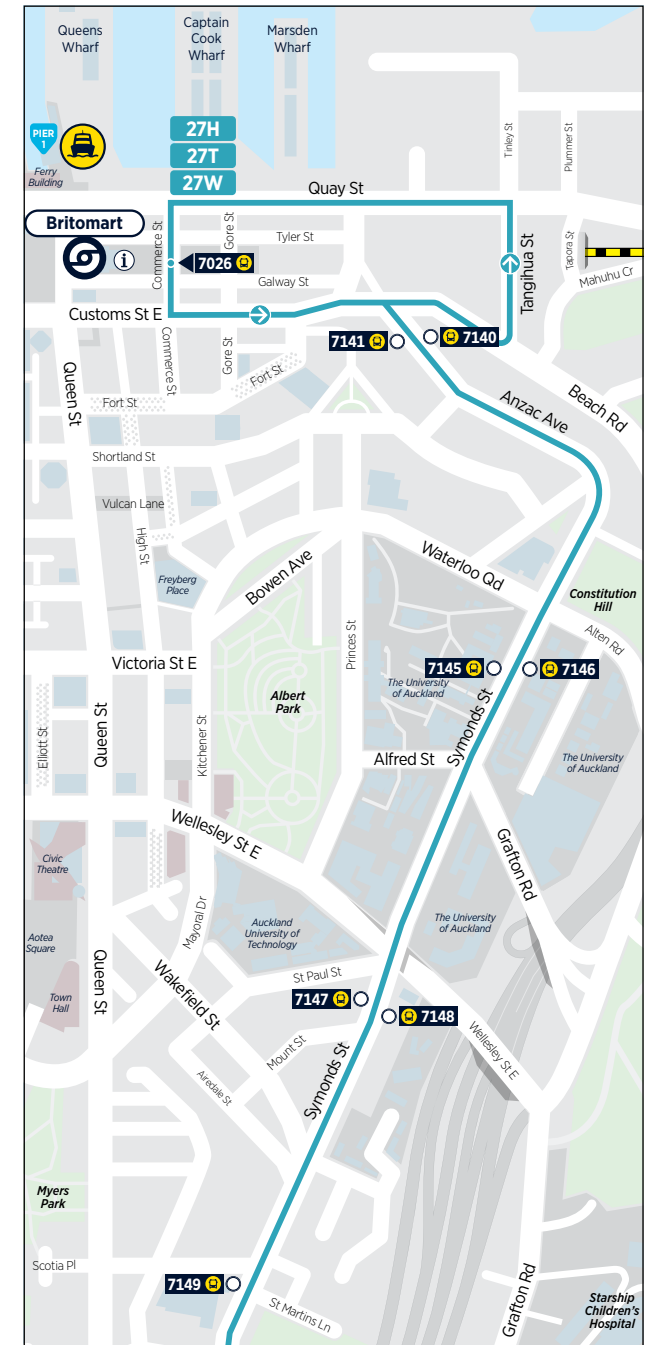 Queens
Wharf
Captain
Cook
Wharf
Marsden
Wharf
PIER
1
Ferry
Building
27H
27T
27W
Quay St
Tinley St
Plummer St
Britomart
i
Commerce St
Gore St
Tyler St
7026
Galway St
Tangihua St
Tapora St
Mahuhu Cr
Customs St E
7141
7140
Commerce St
Gore St
Fort St
Queen St
Fort St
Anzac Ave
Beach Rd
Shortland St
Vulcan Lane
High St
Freyberg
Place
Bowen Ave
Waterloo Qd
Constitution
Hill
Princes St
Alten Rd
Victoria St E
7145
7146
The University
of Auckland
Albert
Park
Symonds St
Elliott St
Queen St
Kitchener St
Alfred St
The University
of Auckland
Wellesley St E
Grafton Rd
Civic
Theatre
Mayoral Dr
Auckland
University of
Technology
The University
of Auckland
Aotea
Square
Queen St
Wakefield St
St Paul St
Town
Hall
7147
7148
Mount St
Symonds St
Wellesley St E
Airedale St
Myers
Park
Scotia Pl
7149
St Martins Ln
Grafton Rd
Starship
Children's
Hospital